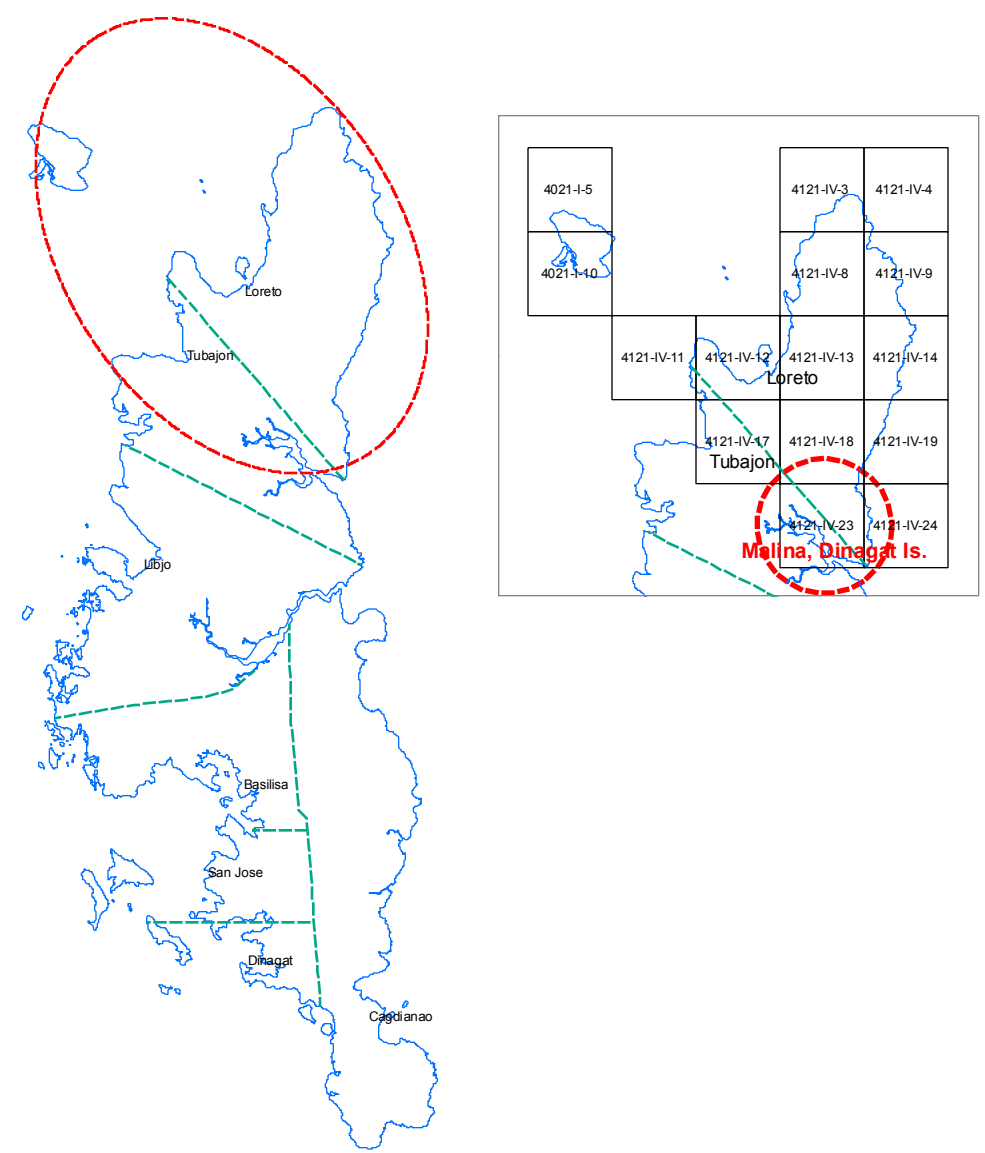 Loreto
Tubajon
Libjo
Basilisa
San Jose
Dinagat
Cagdianao
4021-I-5
4121-IV-3
4121-IV-4
4021-I-10
4121-IV-8
4121-IV-9
4121-IV-11
4121-IV-12
4121-IV-13
4121-IV-14
Loreto
4121-IV-17
4121-IV-18
4121-IV-19
Tubajon
4121-IV-23
4121-IV-24
Malina, Dinagat Is.